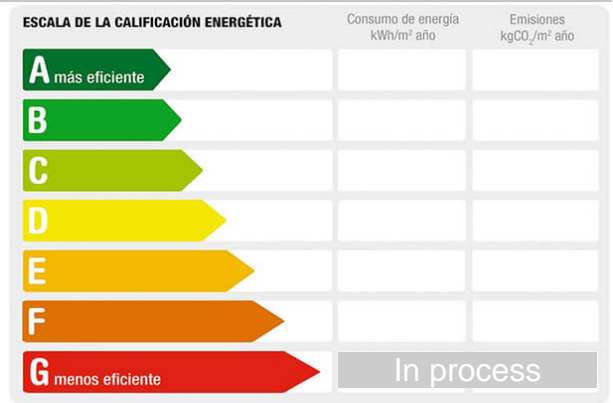 ESCALA DE LA CALIFICACIÓN ENERGÉTICA
Consumo de energía
kWh/m² año
Emisiones
kgCO₂/m² año
A más eficiente
B
C
D
E
F
G menos eficiente
In process